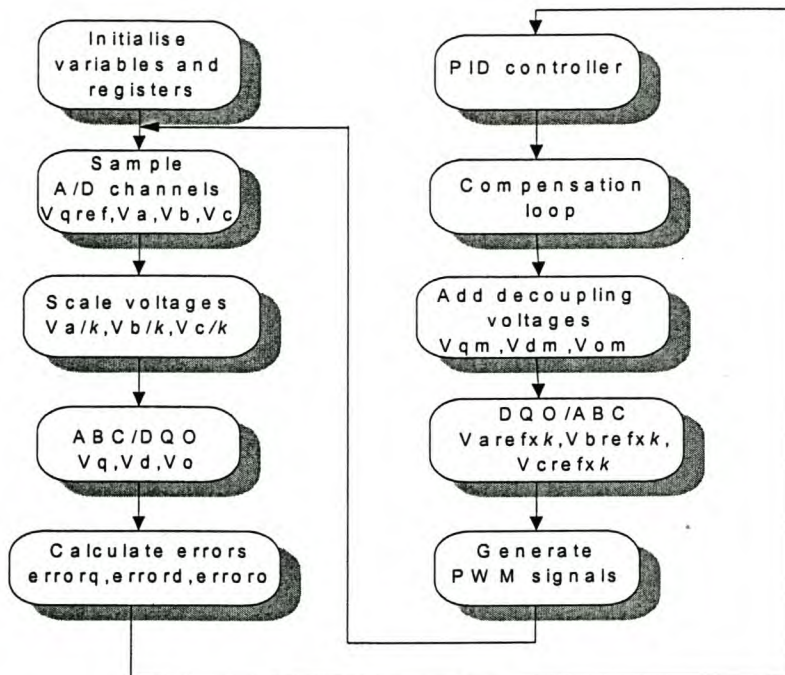 Initialise
variables and
registers
Sample
A/D channels
Vqref,Va,Vb,Vc
Scale voltages
Va/k,Vb/k,Vc/k
ABC/DQO
Vq,Vd,Vo
Calculate errors
errorq,errord,erroro
PID controller
Compensation
loop
Add decoupling
voltages
Vqm,Vdm,Vom
DQO/ABC
Varefxk,Vbrefxk,
Vcrefxk
Generate
PWM signals